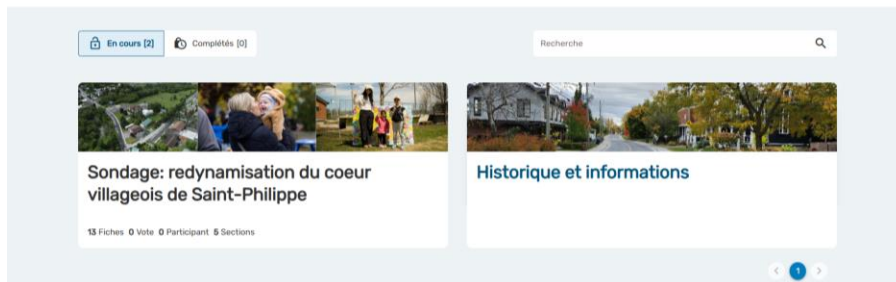 En cours [2] Complétés [0] Recherche
Sondage: redynamisation du coeur
villageois de Saint-Philippe
13 Fiches 0 Vote 0 Participant 5 Sections
Historique et informations
1